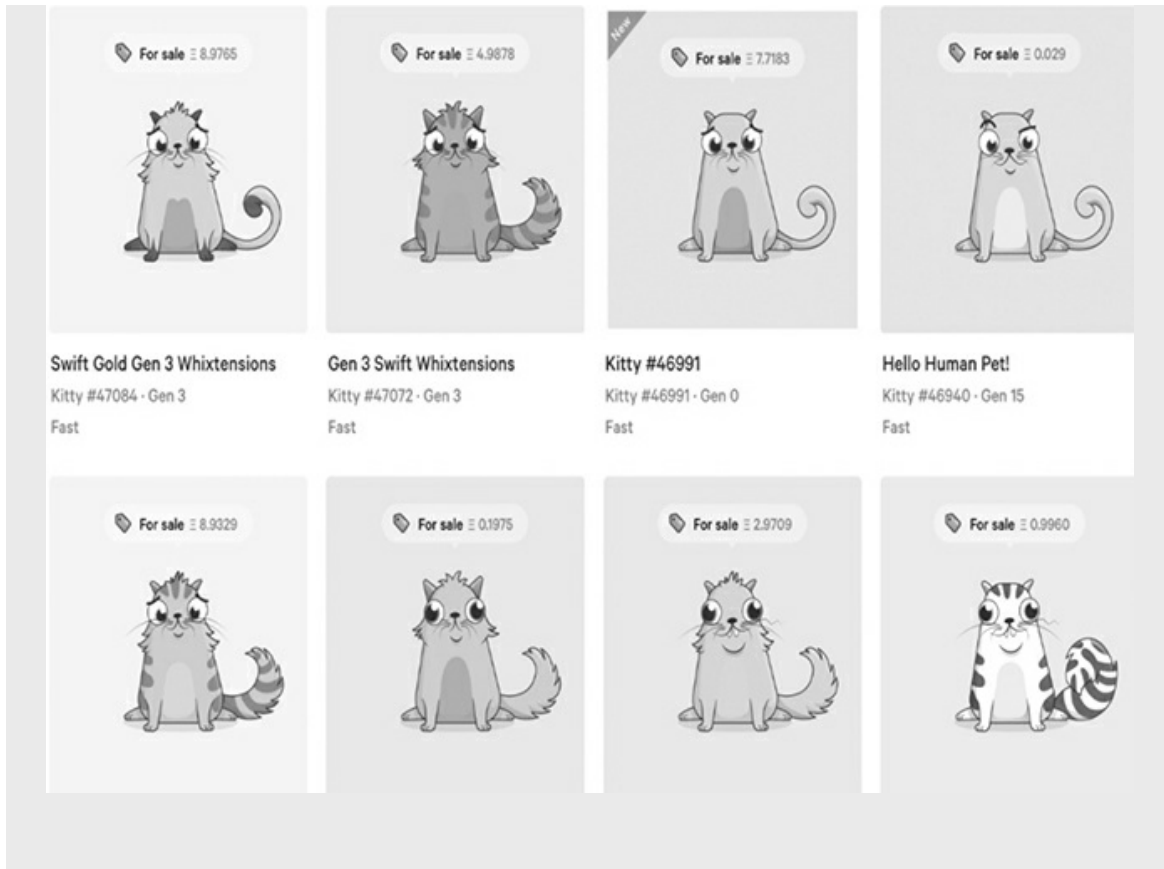 For sale Ξ 8.9765
For sale Ξ 4.9878
New
For sale Ξ 7.7183
For sale Ξ 0.029
Swift Gold Gen 3 Whixtensions
Kitty #47084 · Gen 3
Fast
Gen 3 Swift Whixtensions
Kitty #47072 · Gen 3
Fast
Kitty #46991
Kitty #46991 · Gen 0
Fast
Hello Human Pet!
Kitty #46940 · Gen 15
Fast
For sale Ξ 8.9329
For sale Ξ 0.1975
For sale Ξ 2.9709
For sale Ξ 0.9960